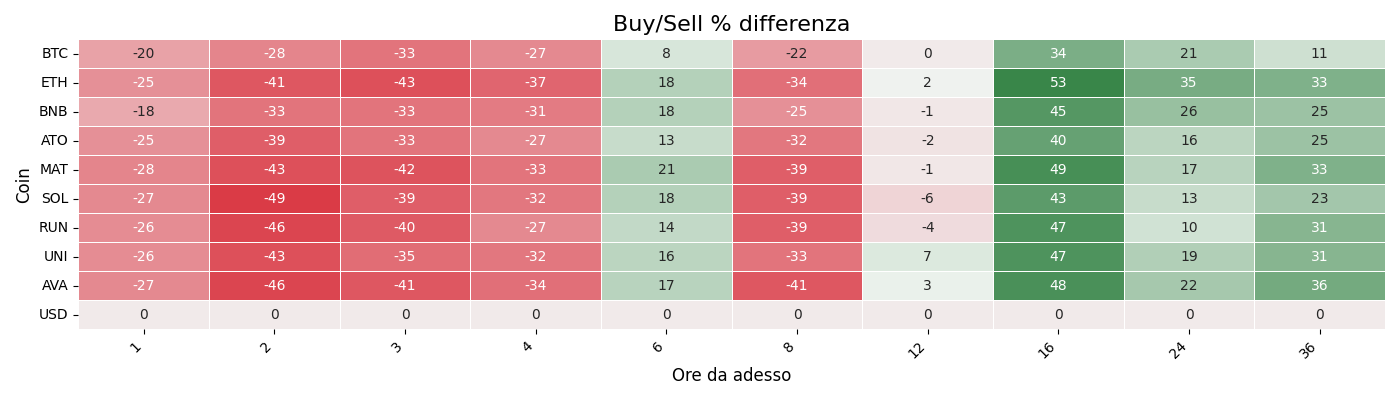 Buy/Sell % differenza
Coin
BTC -20 -28 -33 -27 8 -22 0 34 21 11
ETH -25 -41 -43 -37 18 -34 2 53 35 33
BNB -18 -33 -33 -31 18 -25 -1 45 26 25
ATO -25 -39 -33 -27 13 -32 -2 40 16 25
MAT -28 -43 -42 -33 21 -39 -1 49 17 33
SOL -27 -49 -39 -32 18 -39 -6 43 13 23
RUN -26 -46 -40 -27 14 -39 -4 47 10 31
UNI -26 -43 -35 -32 16 -33 7 47 19 31
AVA -27 -46 -41 -34 17 -41 3 48 22 36
USD 0 0 0 0 0 0 0 0 0 0
1 2 3 4 6 8 12 16 24 36
Ore da adesso